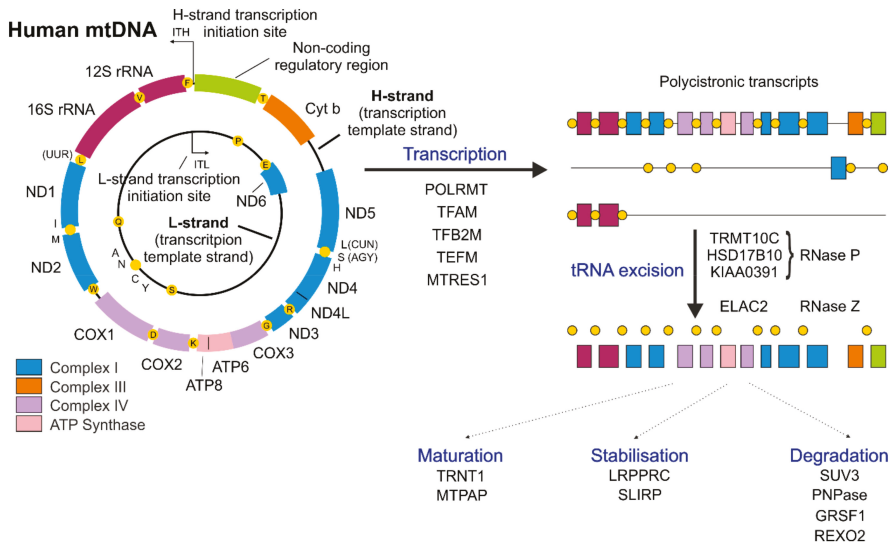 Human mtDNA
H-strand transcription
initiation site
ITH
Non-coding
regulatory region
12S rRNA
V
F
T
Cyt b
H-strand
(transcription
template strand)
16S rRNA
P
(UUR)
L
ITL
E
L-strand transcription
initiation site
ND6
ND1
L-strand
(transcritpion
template strand)
ND5
Q
I
M
L(CUN)
S (AGY)
H
A
N
C
Y
S
ND2
ND4
W
R
ND4L
ND3
COX1
D
K
G
COX2
ATP6
COX3
ATP8
Complex I
Complex III
Complex IV
ATP Synthase
Transcription
POLRMT
TFAM
TFB2M
TEFM
MTRES1
Polycistronic transcripts
tRNA excision
TRMT10C
HSD17B10
KIAA0391
RNase P
ELAC2
RNase Z
Maturation
TRNT1
MTPAP
Stabilisation
LRPPRC
SLIRP
Degradation
SUV3
PNPase
GRSF1
REXO2